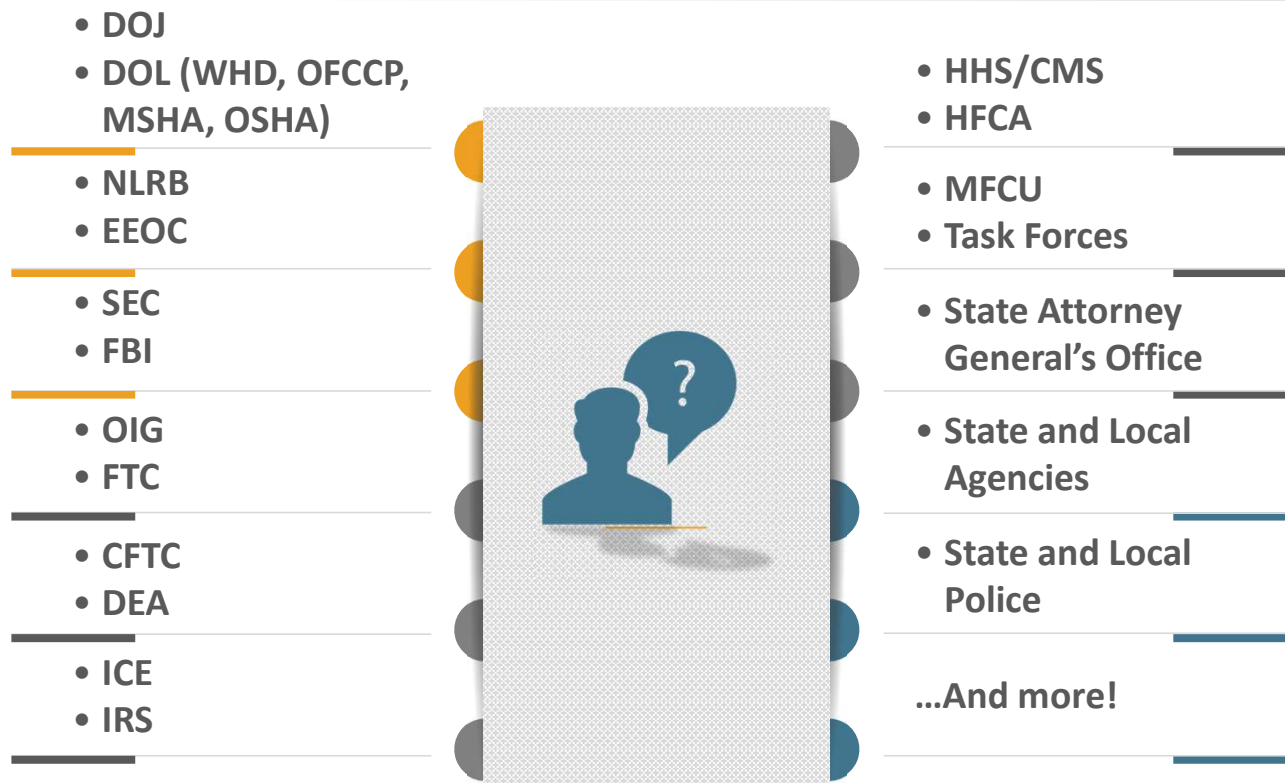 • DOJ
• DOL (WHD, OFCCP,
MSHA, OSHA)
• NLRB
• EEOC
• SEC
• FBI
• OIG
• FTC
• CFTC
• DEA
• ICE
• IRS
?
• HHS/CMS
• HFCA
• MFCU
• Task Forces
• State Attorney
General’s Office
• State and Local
Agencies
• State and Local
Police
…And more!